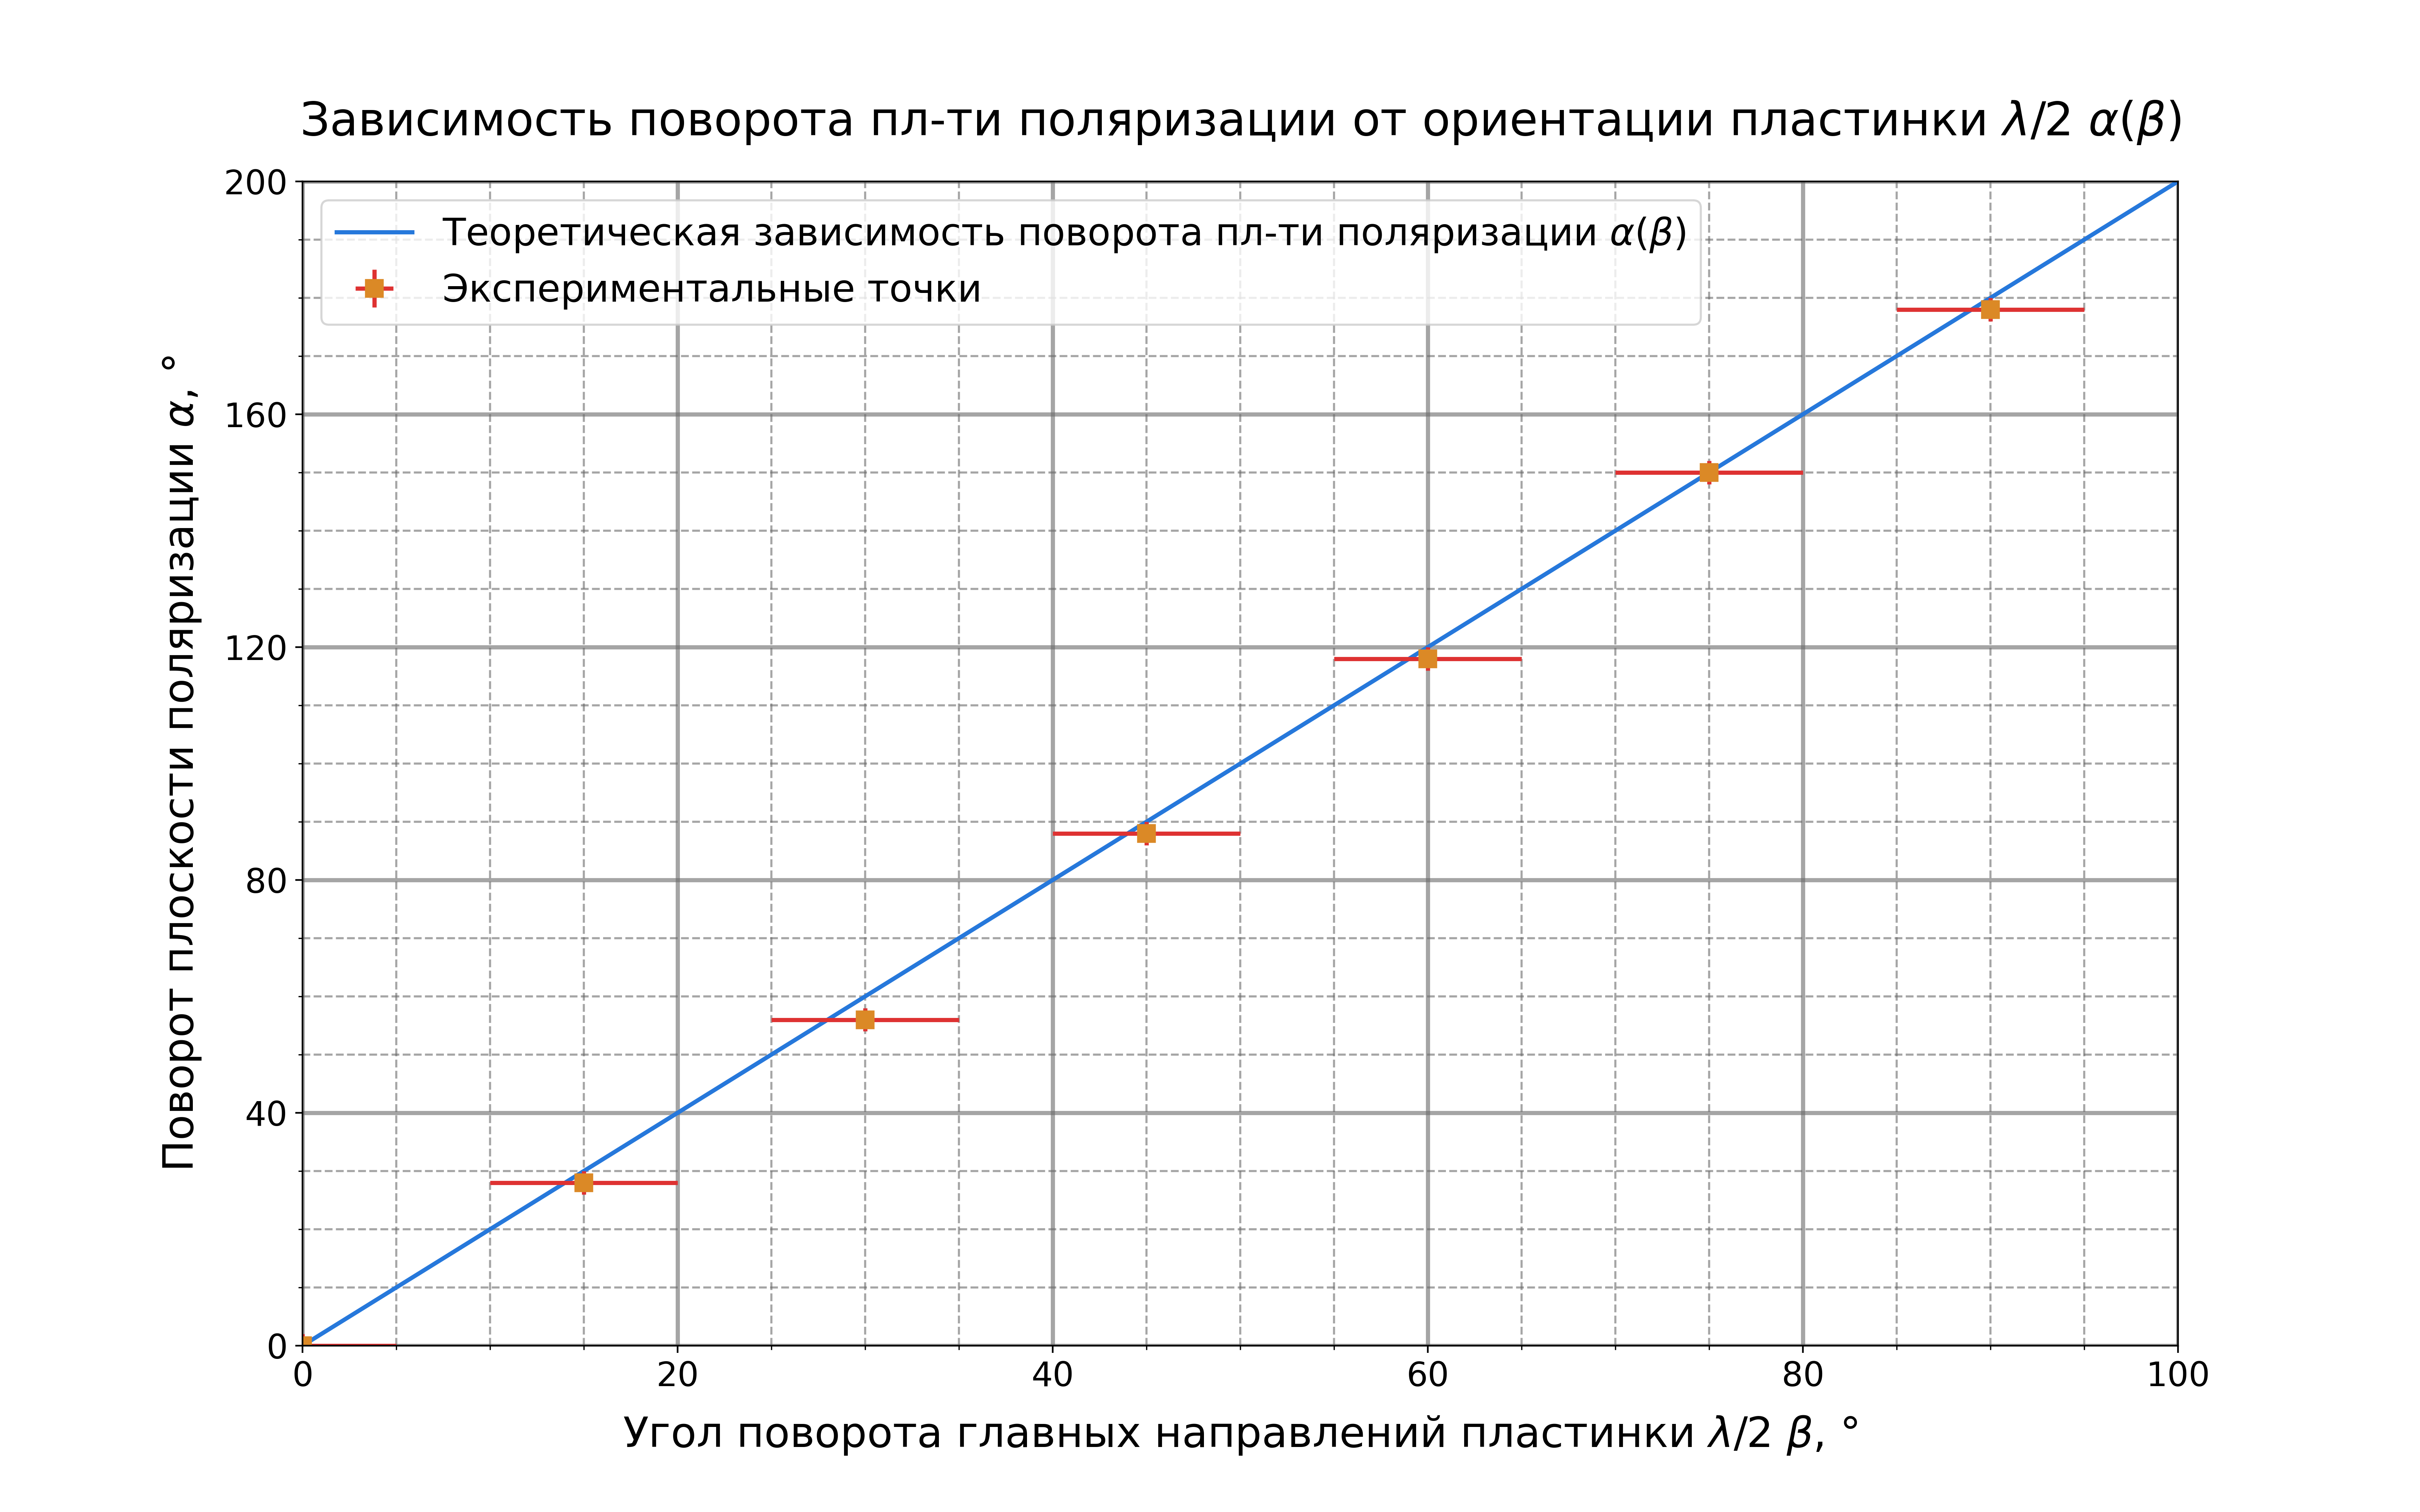 Зависимость поворота пл-ти поляризации от ориентации пластинки λ/2 α(β)
Теоретическая зависимость поворота пл-ти поляризации α(β)
Экспериментальные точки
Поворот плоскости поляризации α, °
200
160
120
80
40
0
0 20 40 60 80 100
Угол поворота главных направлений пластинки λ/2 β, °